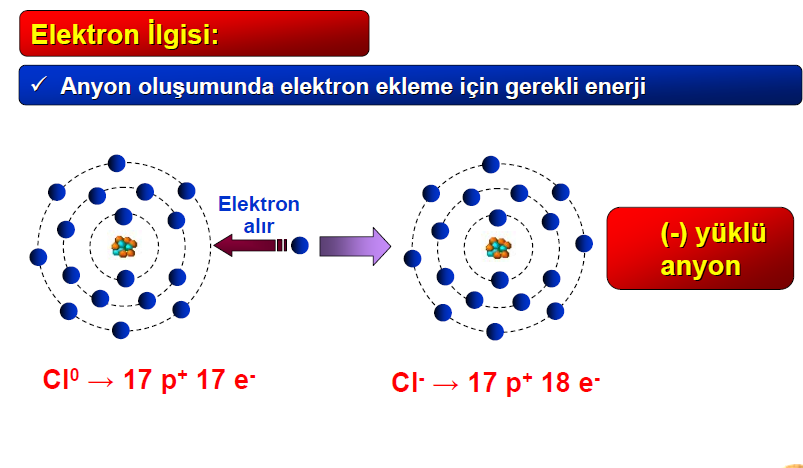 Elektron İlgisi:
✓ Anyon oluşumunda elektron ekleme için gerekli enerji
Elektron
alır
(-) yüklü
anyon
Cl⁰ → 17 p⁺ 17 e⁻
Cl⁻ → 17 p⁺ 18 e⁻